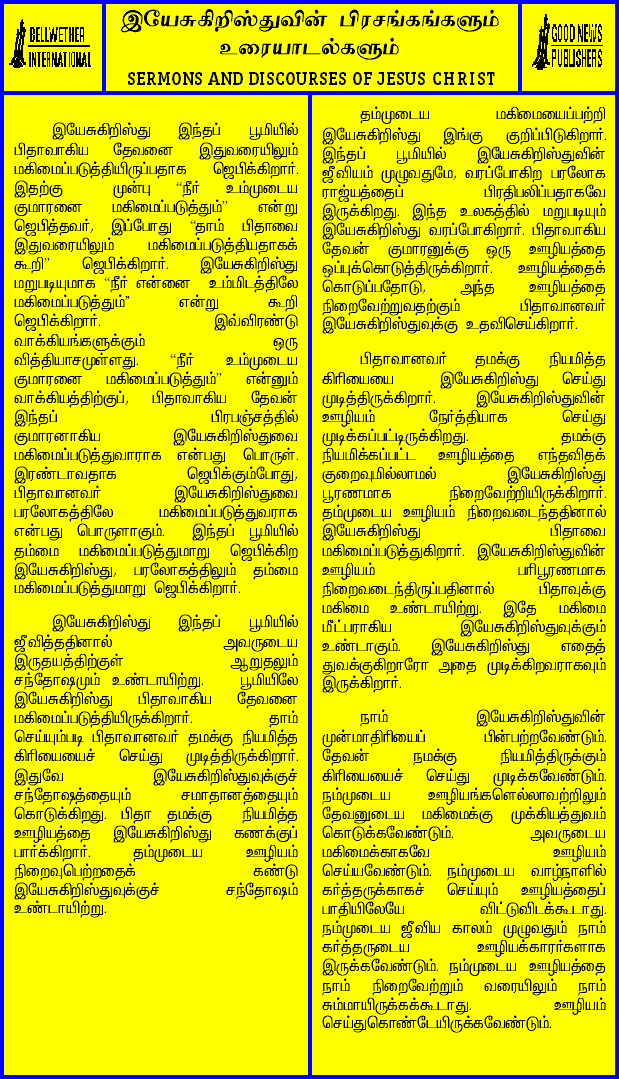 BELLWETHER
INTERNATIONAL
இயேசுகிறிஸ்துவின் பிரசங்கங்களும்
உரையாடல்களும்
SERMONS AND DISCOURSES OF JESUS CHRIST
GOOD NEWS
PUBLISHERS
இயேசுகிறிஸ்து இந்தப் பூமியில்
பிதாவாகிய தேவனை இதுவரையிலும்
மகிமைப்படுத்தியிருப்பதாக ஜெபிக்கிறார்.
இதற்கு முன்பு “நீர் உம்முடைய
குமாரனை மகிமைப்படுத்தும்” என்று
ஜெபித்தவர், இப்போது “தாம் பிதாவை
இதுவரையிலும் மகிமைப்படுத்தியதாகக்
கூறி” ஜெபிக்கிறார். இயேசுகிறிஸ்து
மறுபடியுமாக “நீர் என்னை உம்மிடத்திலே
மகிமைப்படுத்தும்” என்று கூறி
ஜெபிக்கிறார். இவ்விரண்டு
வாக்கியங்களுக்கும் ஒரு
வித்தியாசமுள்ளது. “நீர் உம்முடைய
குமாரனை மகிமைப்படுத்தும்” என்னும்
வாக்கியத்திற்குப், பிதாவாகிய தேவன்
இந்தப் பிரபஞ்சத்தில்
குமாரனாகிய இயேசுகிறிஸ்துவை
மகிமைப்படுத்துவாராக என்பது பொருள்.
இரண்டாவதாக ஜெபிக்கும்போது,
பிதாவானவர் இயேசுகிறிஸ்துவை
பரலோகத்திலே மகிமைப்படுத்துவராக
என்பது பொருளாகும். இந்தப் பூமியில்
தம்மை மகிமைப்படுத்துமாறு ஜெபிக்கிற
இயேசுகிறிஸ்து, பரலோகத்திலும் தம்மை
மகிமைப்படுத்துமாறு ஜெபிக்கிறார்.
இயேசுகிறிஸ்து இந்தப் பூமியில்
ஜீவித்ததினால் அவருடைய
இருதயத்திற்குள் ஆறுதலும்
சந்தோஷமும் உண்டாயிற்று. பூமியிலே
இயேசுகிறிஸ்து பிதாவாகிய தேவனை
மகிமைப்படுத்தியிருக்கிறார். தாம்
செய்யும்படி பிதாவானவர் தமக்கு நியமித்த
கிரியையைச் செய்து முடித்திருக்கிறார்.
இதுவே இயேசுகிறிஸ்துவுக்குச்
சந்தோஷத்தையும் சமாதானத்தையும்
கொடுக்கிறது. பிதா தமக்கு நியமித்த
ஊழியத்தை இயேசுகிறிஸ்து கணக்குப்
பார்க்கிறார். தம்முடைய ஊழியம்
நிறைவுபெற்றதைக் கண்டு
இயேசுகிறிஸ்துவுக்குச் சந்தோஷம்
உண்டாயிற்று.
தம்முடைய மகிமையைப்பற்றி
இயேசுகிறிஸ்து இங்கு குறிப்பிடுகிறார்.
இந்தப் பூமியில் இயேசுகிறிஸ்துவின்
ஜீவியம் முழுவதுமே, வரப்போகிற பரலோக
ராஜ்யத்தைப் பிரதிபலிப்பதாகவே
இருக்கிறது. இந்த உலகத்தில் மறுபடியும்
இயேசுகிறிஸ்து வரப்போகிறார். பிதாவாகிய
தேவன் குமாரனுக்கு ஒரு ஊழியத்தை
ஒப்புக்கொடுத்திருக்கிறார். ஊழியத்தைக்
கொடுப்பதோடு, அந்த ஊழியத்தை
நிறைவேற்றுவதற்கும் பிதாவானவர்
இயேசுகிறிஸ்துவுக்கு உதவிசெய்கிறார்.
பிதாவானவர் தமக்கு நியமித்த
கிரியையை இயேசுகிறிஸ்து செய்து
முடித்திருக்கிறார். இயேசுகிறிஸ்துவின்
ஊழியம் நேர்த்தியாக செய்து
முடிக்கப்பட்டிருக்கிறது. தமக்கு
நியமிக்கப்பட்ட ஊழியத்தை எந்தவிதக்
குறைவுமில்லாமல் இயேசுகிறிஸ்து
பூரணமாக நிறைவேற்றியிருக்கிறார்.
தம்முடைய ஊழியம் நிறைவடைந்ததினால்
இயேசுகிறிஸ்து பிதாவை
மகிமைப்படுத்துகிறார். இயேசுகிறிஸ்துவின்
ஊழியம் பரிபூரணமாக
நிறைவடைந்திருப்பதினால் பிதாவுக்கு
மகிமை உண்டாயிற்று. இதே மகிமை
மீட்பராகிய இயேசுகிறிஸ்துவுக்கும்
உண்டாகும். இயேசுகிறிஸ்து எதைத்
துவக்குகிறாரோ அதை முடிக்கிறவராகவும்
இருக்கிறார்.
நாம் இயேசுகிறிஸ்துவின்
முன்மாதிரியைப் பின்பற்றவேண்டும்.
தேவன் நமக்கு நியமித்திருக்கும்
கிரியையைச் செய்து முடிக்கவேண்டும்.
நம்முடைய ஊழியங்களெல்லாவற்றிலும்
தேவனுடைய மகிமைக்கு முக்கியத்துவம்
கொடுக்கவேண்டும். அவருடைய
மகிமைக்காகவே ஊழியம்
செய்யவேண்டும். நம்முடைய வாழ்நாளில்
கர்த்தருக்காகச் செய்யும் ஊழியத்தைப்
பாதியிலேயே விட்டுவிடக்கூடாது.
நம்முடைய ஜீவிய காலம் முழுவதும் நாம்
கர்த்தருடைய ஊழியக்காரர்களாக
இருக்கவேண்டும். நம்முடைய ஊழியத்தை
நாம் நிறைவேற்றும் வரையிலும் நாம்
சும்மாயிருக்கக்கூடாது. ஊழியம்
செய்துகொண்டேயிருக்கவேண்டும்.